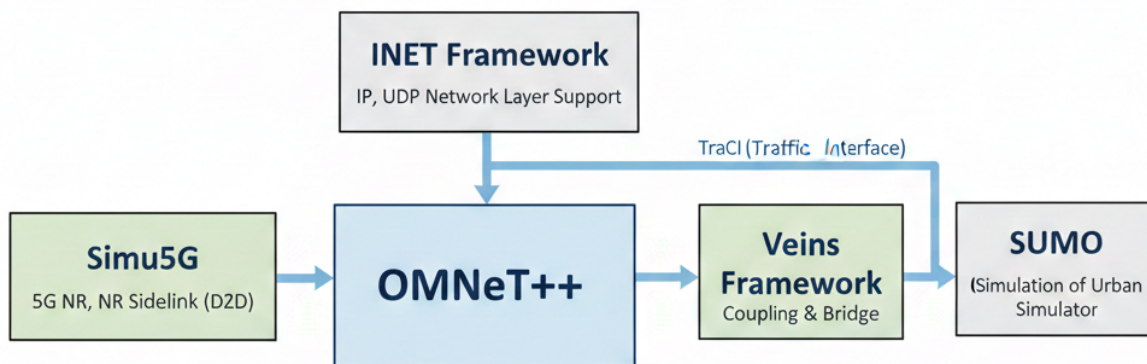 INET Framework
IP, UDP Network Layer Support
TraCI (Traffic Interface)
Simu5G
5G NR, NR Sidelink (D2D)
OMNeT++
Veins
Framework
Coupling & Bridge
SUMO
(Simulation of Urban
Simulator)